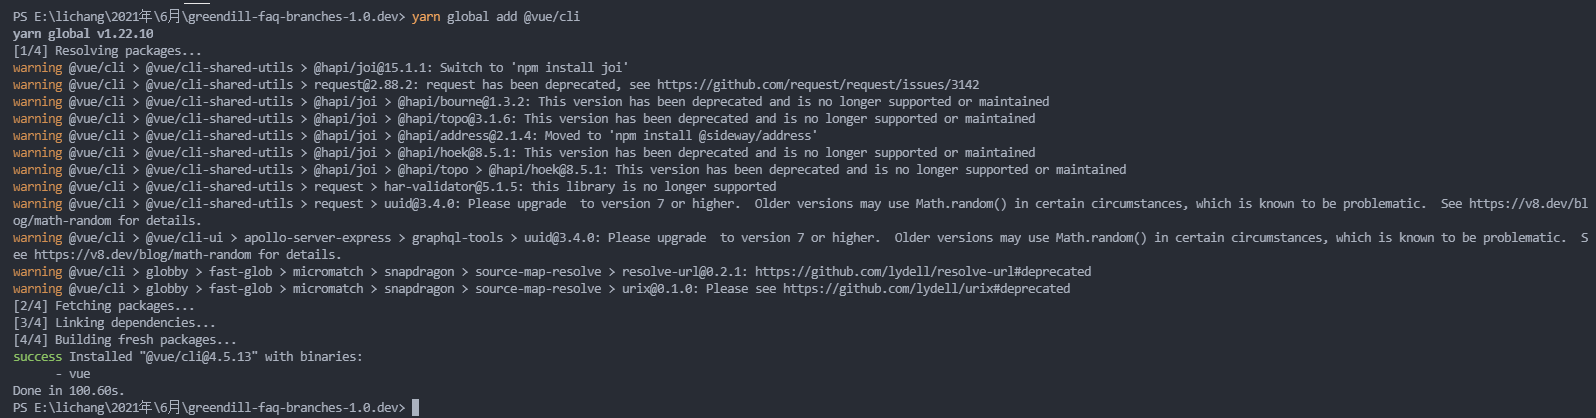 PS E:\lichang\2021年\6月\greendill-faq-branches-1.0.dev> yarn global add @vue/cli
yarn global v1.22.10
[1/4] Resolving packages...
warning @vue/cli > @vue/cli-shared-utils > @hapi/joi@15.1.1: Switch to 'npm install joi'
warning @vue/cli > @vue/cli-shared-utils > request@2.88.2: request has been deprecated, see https://github.com/request/request/issues/3142
warning @vue/cli > @vue/cli-shared-utils > @hapi/joi > @hapi/bourne@1.3.2: This version has been deprecated and is no longer supported or maintained
warning @vue/cli > @vue/cli-shared-utils > @hapi/joi > @hapi/topo@3.1.6: This version has been deprecated and is no longer supported or maintained
warning @vue/cli > @vue/cli-shared-utils > @hapi/joi > @hapi/address@2.1.4: Moved to 'npm install @sideway/address'
warning @vue/cli > @vue/cli-shared-utils > @hapi/joi > @hapi/hoek@8.5.1: This version has been deprecated and is no longer supported or maintained
warning @vue/cli > @vue/cli-shared-utils > @hapi/joi > @hapi/topo > @hapi/hoek@8.5.1: This version has been deprecated and is no longer supported or maintained
warning @vue/cli > @vue/cli-shared-utils > request > har-validator@5.1.5: this library is no longer supported
warning @vue/cli > @vue/cli-shared-utils > request > uuid@3.4.0: Please upgrade  to version 7 or higher.  Older versions may use Math.random() in certain circumstances, which is known to be problematic.  See https://v8.dev/bl
og/math-random for details.
warning @vue/cli > @vue/cli-ui > apollo-server-express > graphql-tools > uuid@3.4.0: Please upgrade  to version 7 or higher.  Older versions may use Math.random() in certain circumstances, which is known to be problematic.  S
ee https://v8.dev/blog/math-random for details.
warning @vue/cli > globby > fast-glob > micromatch > snapdragon > source-map-resolve > resolve-url@0.2.1: https://github.com/lydell/resolve-url#deprecated
warning @vue/cli > globby > fast-glob > micromatch > snapdragon > source-map-resolve > urix@0.1.0: Please see https://github.com/lydell/urix#deprecated
[2/4] Fetching packages...
[3/4] Linking dependencies...
[4/4] Building fresh packages...
success Installed "@vue/cli@4.5.13" with binaries:
      - vue
Done in 100.60s.
PS E:\lichang\2021年\6月\greendill-faq-branches-1.0.dev>